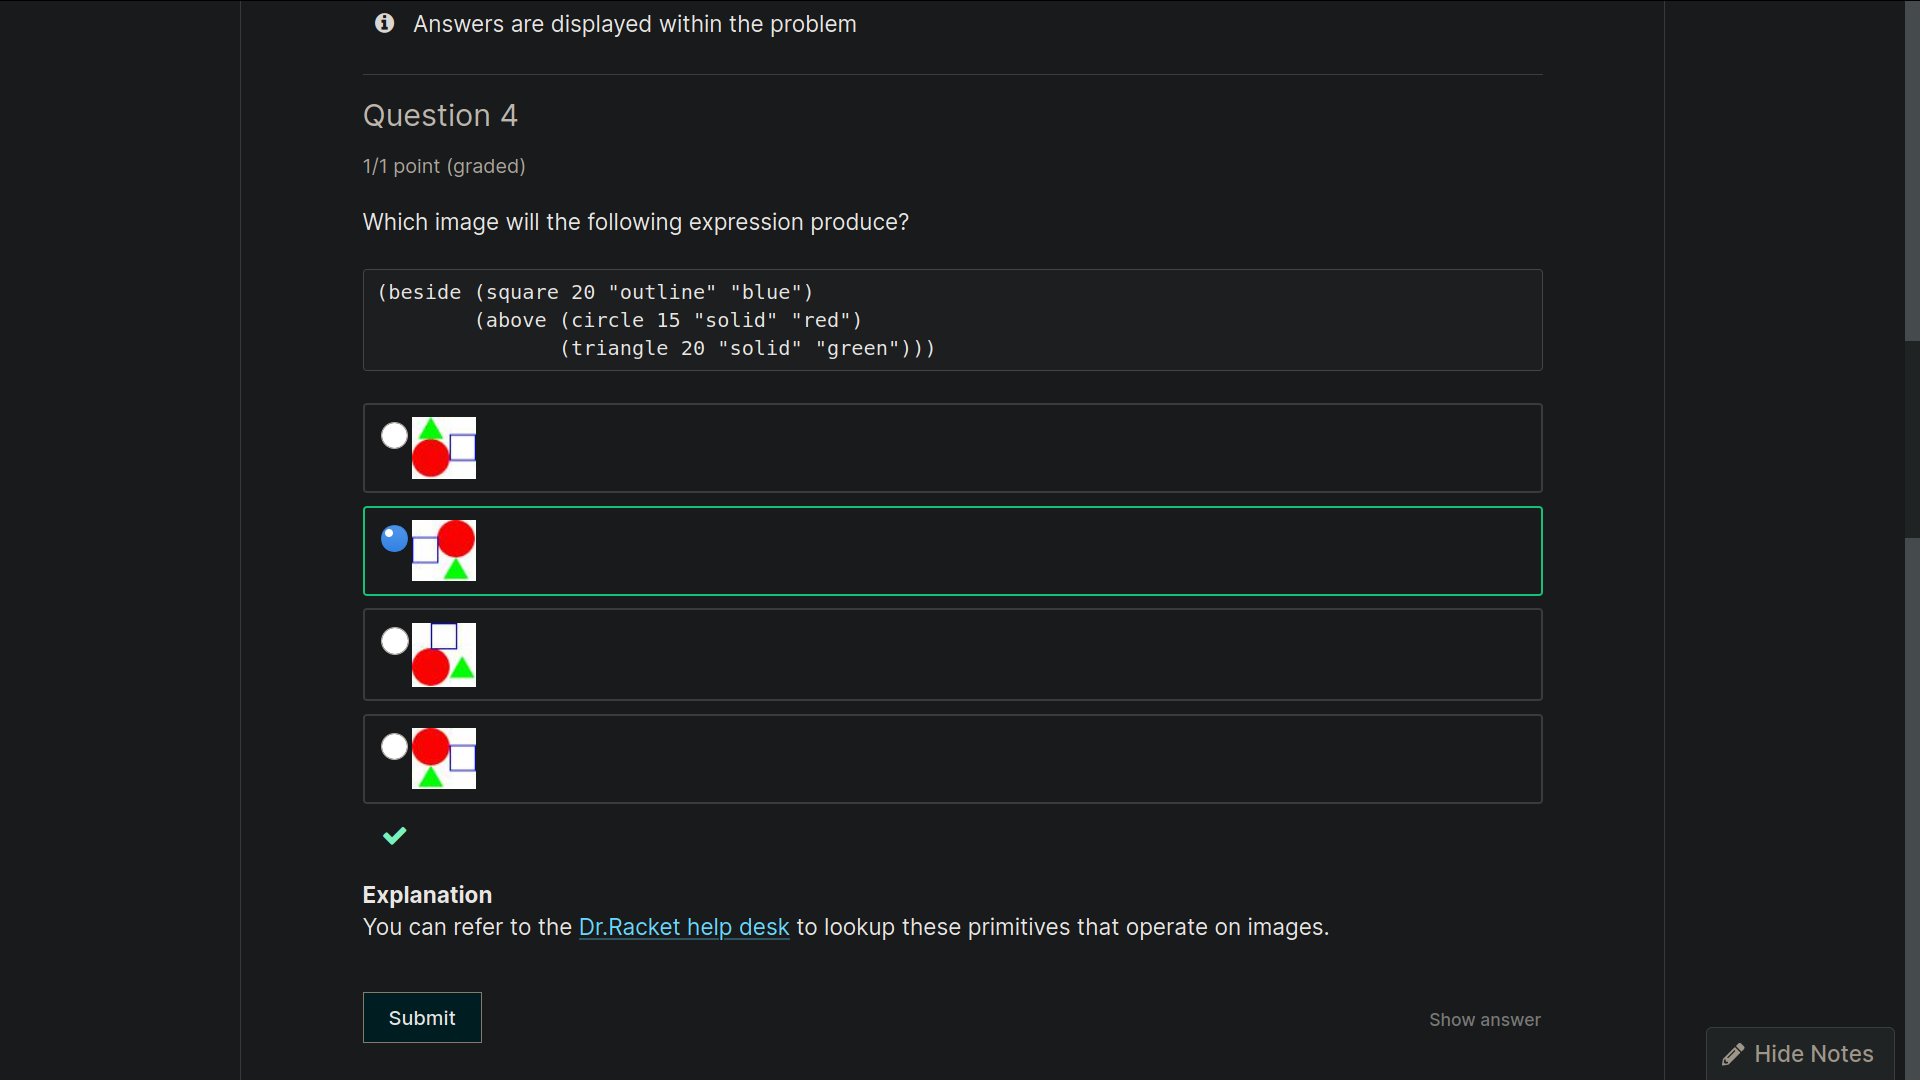 Answers are displayed within the problem
Question 4
1/1 point (graded)
Which image will the following expression produce?
(beside (square 20 "outline" "blue")
        (above (circle 15 "solid" "red")
               (triangle 20 "solid" "green")))
Explanation
You can refer to the Dr.Racket help desk to lookup these primitives that operate on images.
Submit
Show answer
Hide Notes